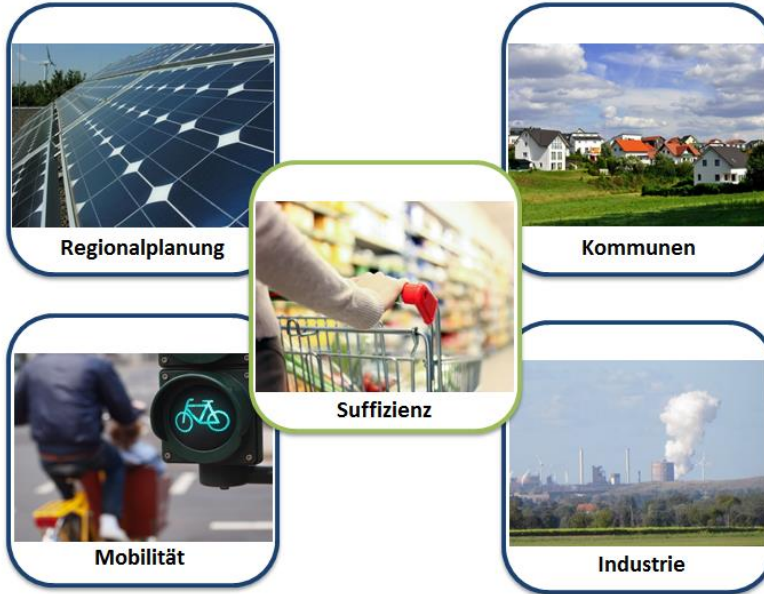 Regionalplanung
Kommunen
Suffizienz
Mobilität
Industrie